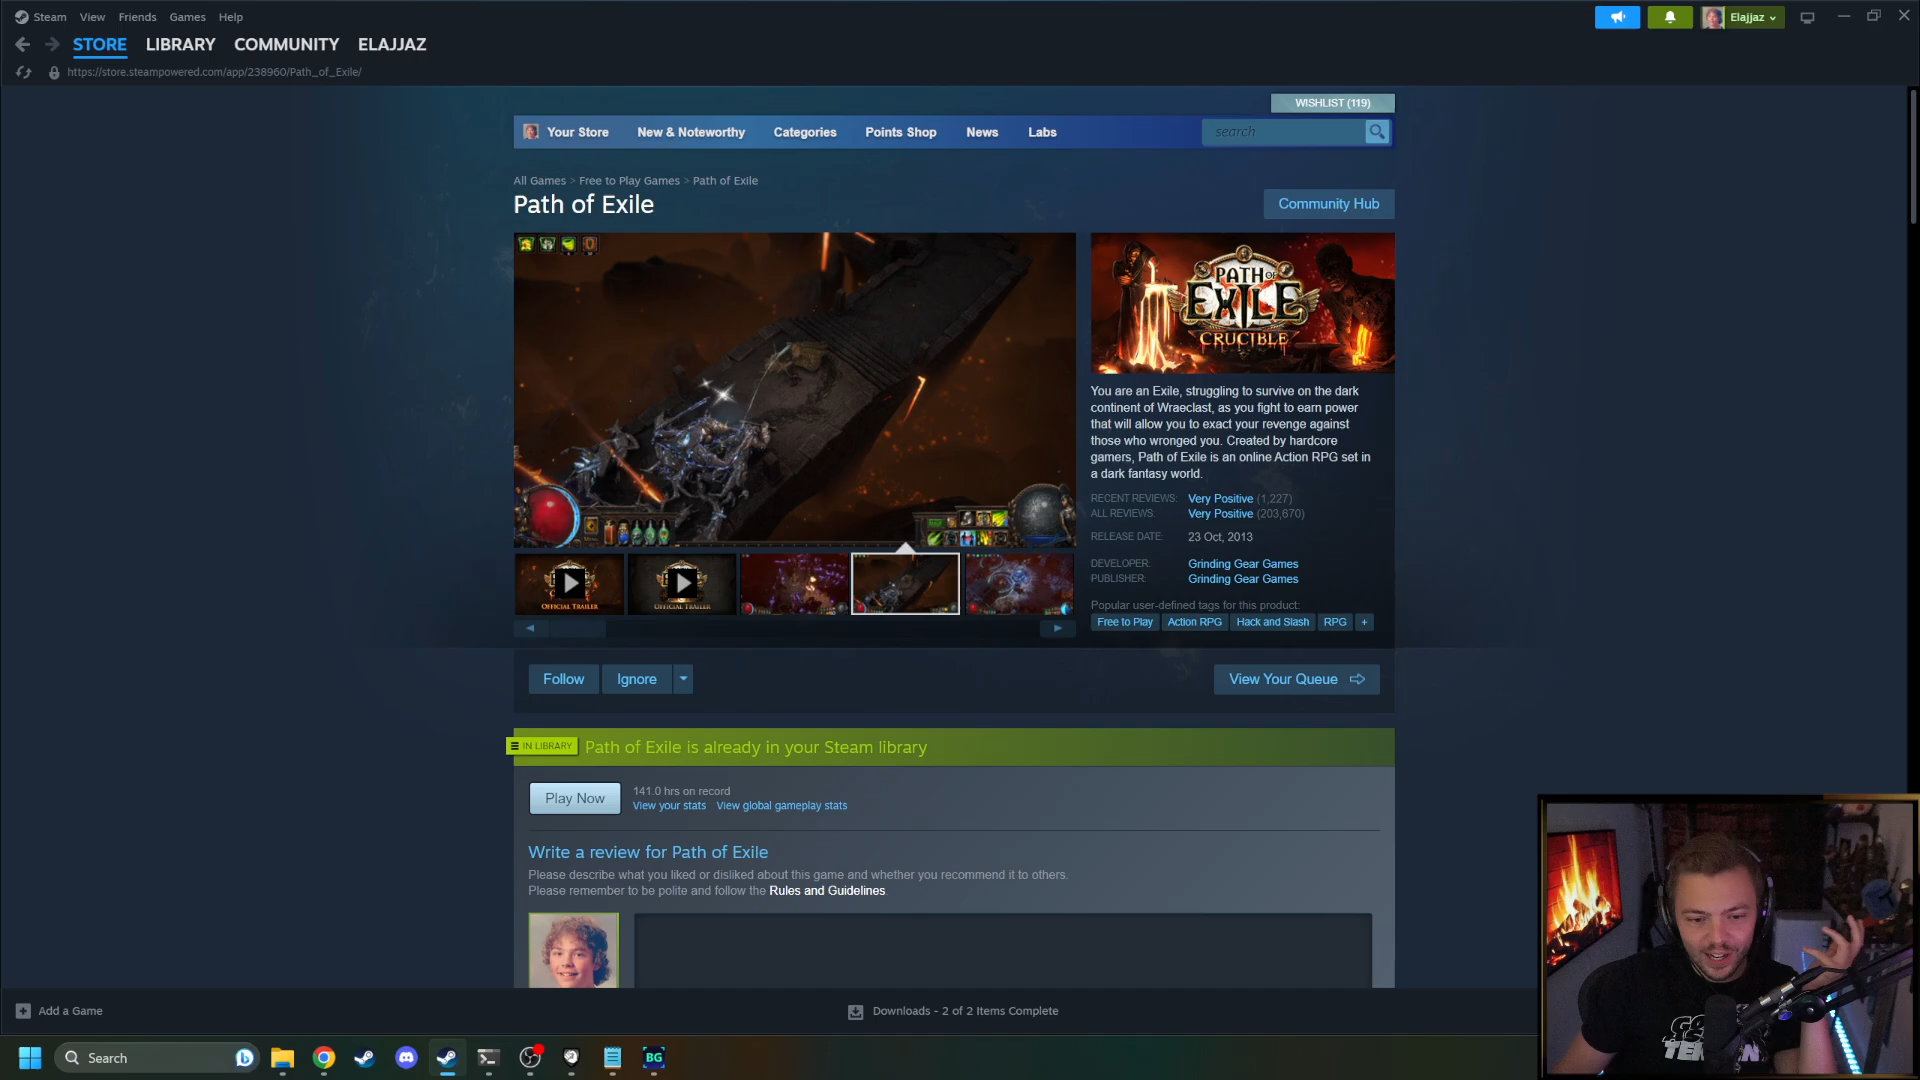 Steam View Friends Games Help
Elajjaz
STORE LIBRARY COMMUNITY ELAJJAZ
https://store.steampowered.com/app/238960/Path_of_Exile/
WISHLIST (119)
Your Store New & Noteworthy Categories Points Shop News Labs search
All Games > Free to Play Games > Path of Exile
Path of Exile
Community Hub
PATH OF
EXILE
CRUCIBLE
You are an Exile, struggling to survive on the dark
continent of Wraeclast, as you fight to earn power
that will allow you to exact your revenge against
those who wronged you. Created by hardcore
gamers, Path of Exile is an online Action RPG set in
a dark fantasy world.
RECENT REVIEWS: Very Positive (1,227)
ALL REVIEWS: Very Positive (203,670)
RELEASE DATE: 23 Oct, 2013
DEVELOPER: Grinding Gear Games
PUBLISHER: Grinding Gear Games
Popular user-defined tags for this product:
Free to Play Action RPG Hack and Slash RPG +
OFFICIAL TRAILER
OFFICIAL TRAILER
Follow Ignore
View Your Queue
IN LIBRARY Path of Exile is already in your Steam library
Play Now
141.0 hrs on record
View your stats View global gameplay stats
Write a review for Path of Exile
Please describe what you liked or disliked about this game and whether you recommend it to others.
Please remember to be polite and follow the Rules and Guidelines.
Add a Game
Downloads - 2 of 2 Items Complete
Search
BG